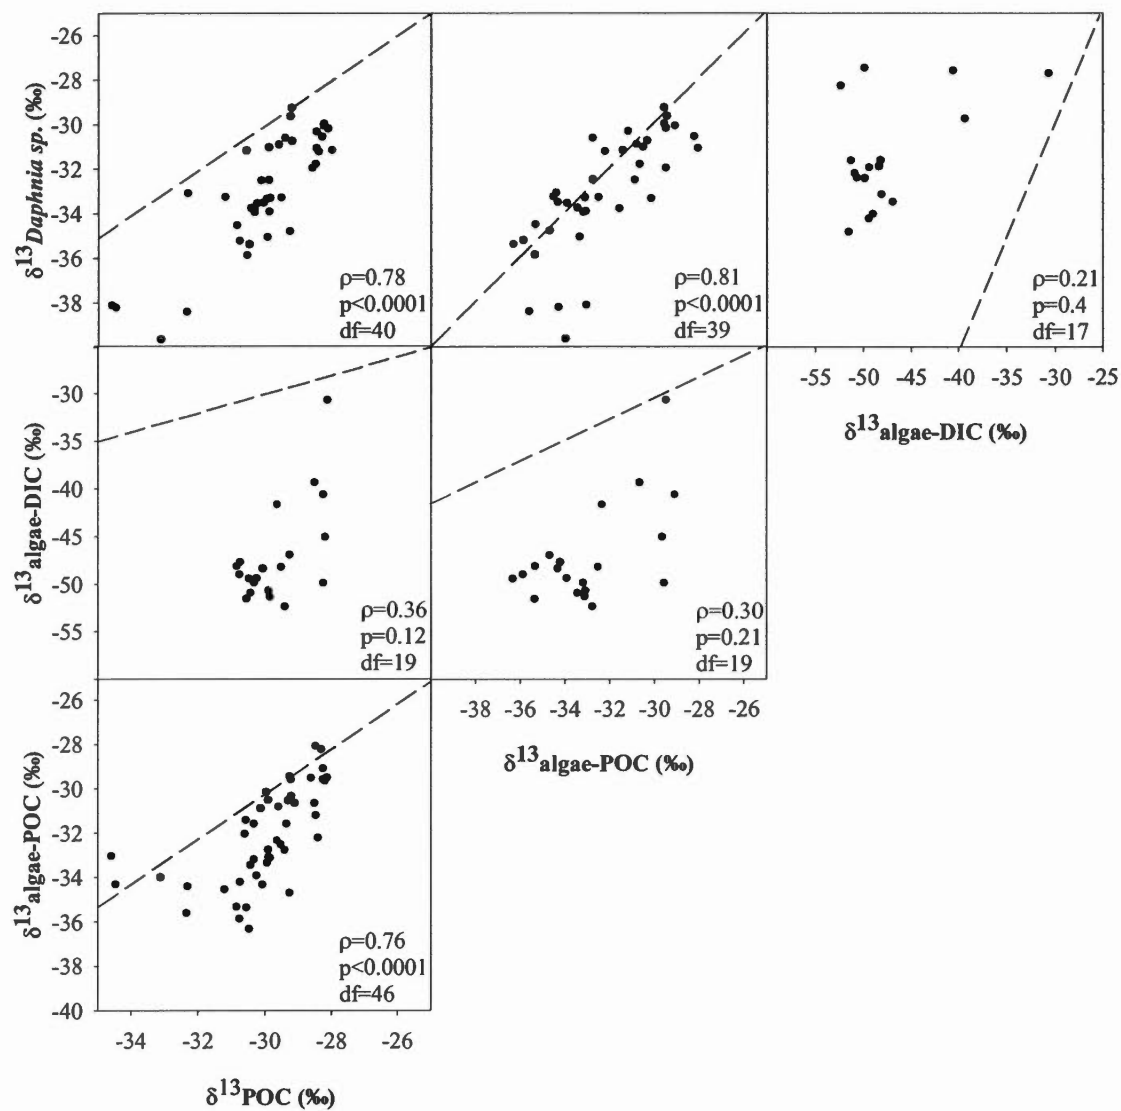 -26
-28
-30
-32
-34
-36
-38
δ13Daphnia sp. (‰)
ρ=0.78
p<0.0001
df=40
ρ=0.81
p<0.0001
df=39
ρ=0.21
p=0.4
df=17
-55 -50 -45 -40 -35 -30 -25
δ13algae-DIC (‰)
-30
-35
-40
-45
-50
-55
δ13algae-DIC (‰)
ρ=0.36
p=0.12
df=19
ρ=0.30
p=0.21
df=19
-38 -36 -34 -32 -30 -28 -26
δ13algae-POC (‰)
-26
-28
-30
-32
-34
-36
-38
-40
δ13algae-POC (‰)
ρ=0.76
p<0.0001
df=46
-34 -32 -30 -28 -26
δ13POC (‰)